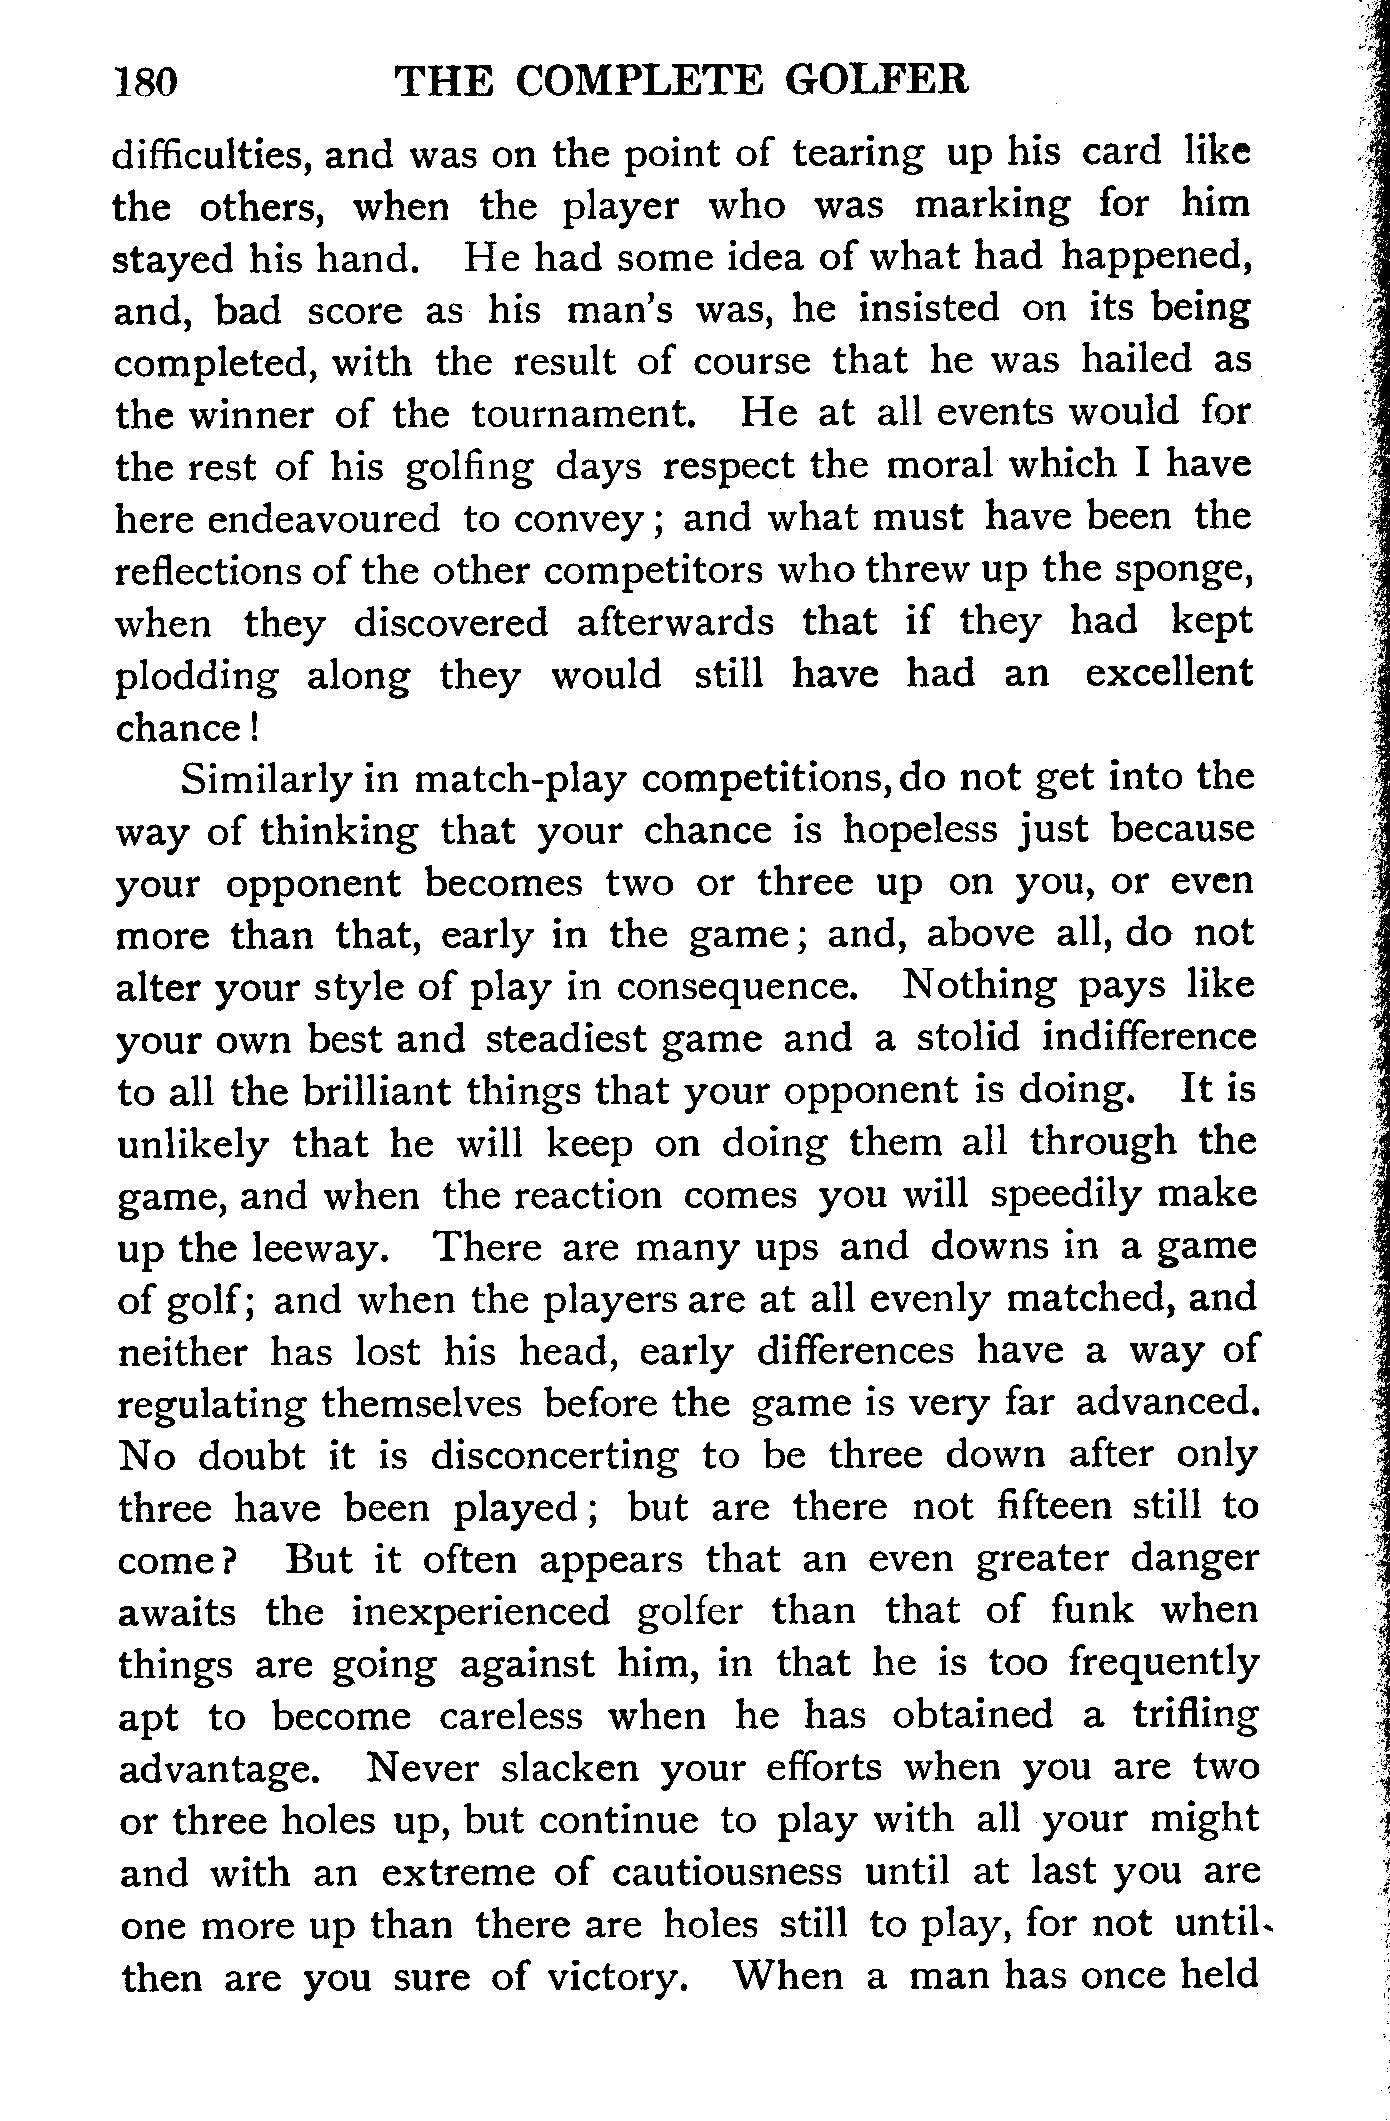 180 THE COMPLETE GOLFER
difficulties, and was on the point of tearing up his card like
the others, when the player who was marking for him
stayed his hand. He had some idea of what had happened,
and, bad score as his man's was, he insisted on its being
completed, with the result of course that he was hailed as
the winner of the tournament. He at all events would for
the rest of his golfing days respect the moral which I have
here endeavoured to convey; and what must have been the
reflections of the other competitors who threw up the sponge,
when they discovered afterwards that if they had kept
plodding along they would still have had an excellent
chance!
Similarly in match-play competitions, do not get into the
way of thinking that your chance is hopeless just because
your opponent becomes two or three up on you, or even
more than that, early in the game; and, above all, do not
alter your style of play in consequence. Nothing pays like
your own best and steadiest game and a stolid indifference
to all the brilliant things that your opponent is doing. It is
unlikely that he will keep on doing them all through the
game, and when the reaction comes you will speedily make
up the leeway. There are many ups and downs in a game
of golf; and when the players are at all evenly matched, and
neither has lost his head, early differences have a way of
regulating themselves before the game is very far advanced.
No doubt it is disconcerting to be three down after only
three have been played; but are there not fifteen still to
come? But it often appears that an even greater danger
awaits the inexperienced golfer than that of funk when
things are going against him, in that he is too frequently
apt to become careless when he has obtained a trifling
advantage. Never slacken your efforts when you are two
or three holes up, but continue to play with all your might
and with an extreme of cautiousness until at last you are
one more up than there are holes still to play, for not until
then are you sure of victory. When a man has once held